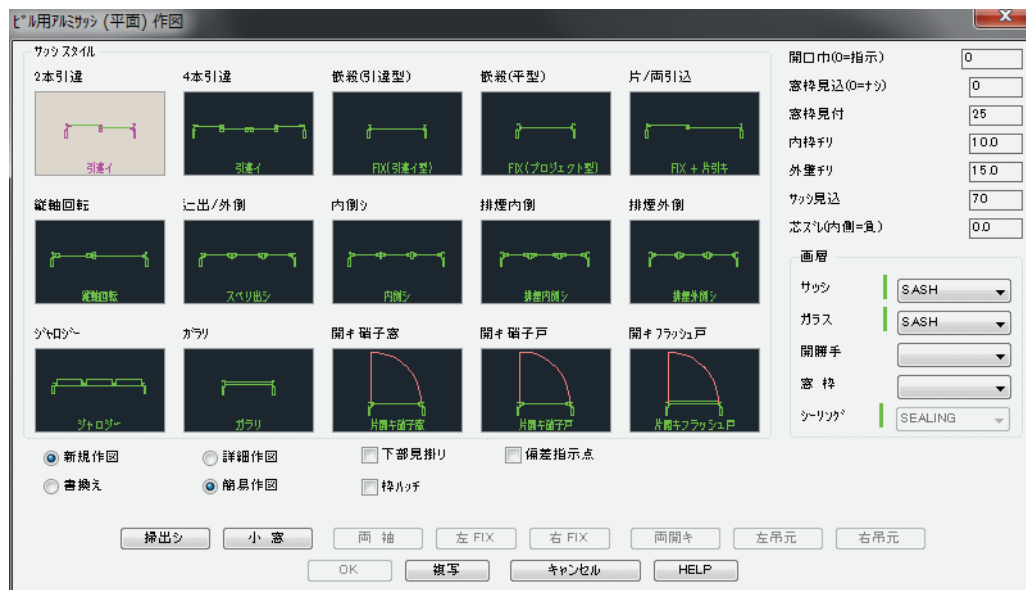 ﾋﾞﾙ用ｱﾙﾐｻｯｼ (平面) 作図
サッシ スタイル
2本引違 4本引違 嵌殺(引違型) 嵌殺(平型) 片/両引込
引違イ 引違イ FIX(引違イ型) FIX(プロジェクト型) FIX + 片引キ
縦軸回転 辷出/外倒 内倒シ 排煙内倒 排煙外倒
縦軸回転 スベリ出シ 内倒シ 排煙内倒シ 排煙外倒シ
ジャロジー ガラリ 開キ硝子窓 開キ硝子戸 開キフラッシュ戸
ジャロジー ガラリ 片開キ硝子窓 片開キ硝子戸 片開キフラッシュ戸
新規作図 詳細作図 下部見掛リ 偏差指示点
書換え 簡易作図 枠ハッチ
開口巾(0=指示) 0
窓枠見込(0=ナシ) 0
窓枠見付 25
内枠チリ 10.0
外壁チリ 15.0
サッシ見込 70
芯ズレ(内側=負) 0.0
画層
サッシ SASH
ガラス SASH
開勝手
窓 枠
シーリング SEALING
掃出シ 小 窓 両 袖 左 FIX 右 FIX 両開キ 左吊元 右吊元
OK 複写 キャンセル HELP